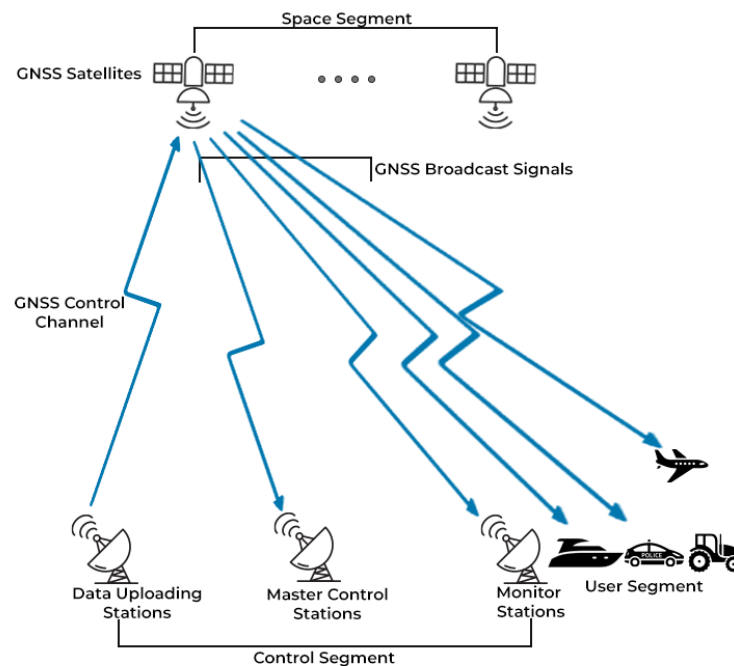 Space Segment
GNSS Satellites
GNSS Broadcast Signals
GNSS Control
Channel
POLICE
Data Uploading
Stations
Master Control
Stations
Monitor
Stations
User Segment
Control Segment